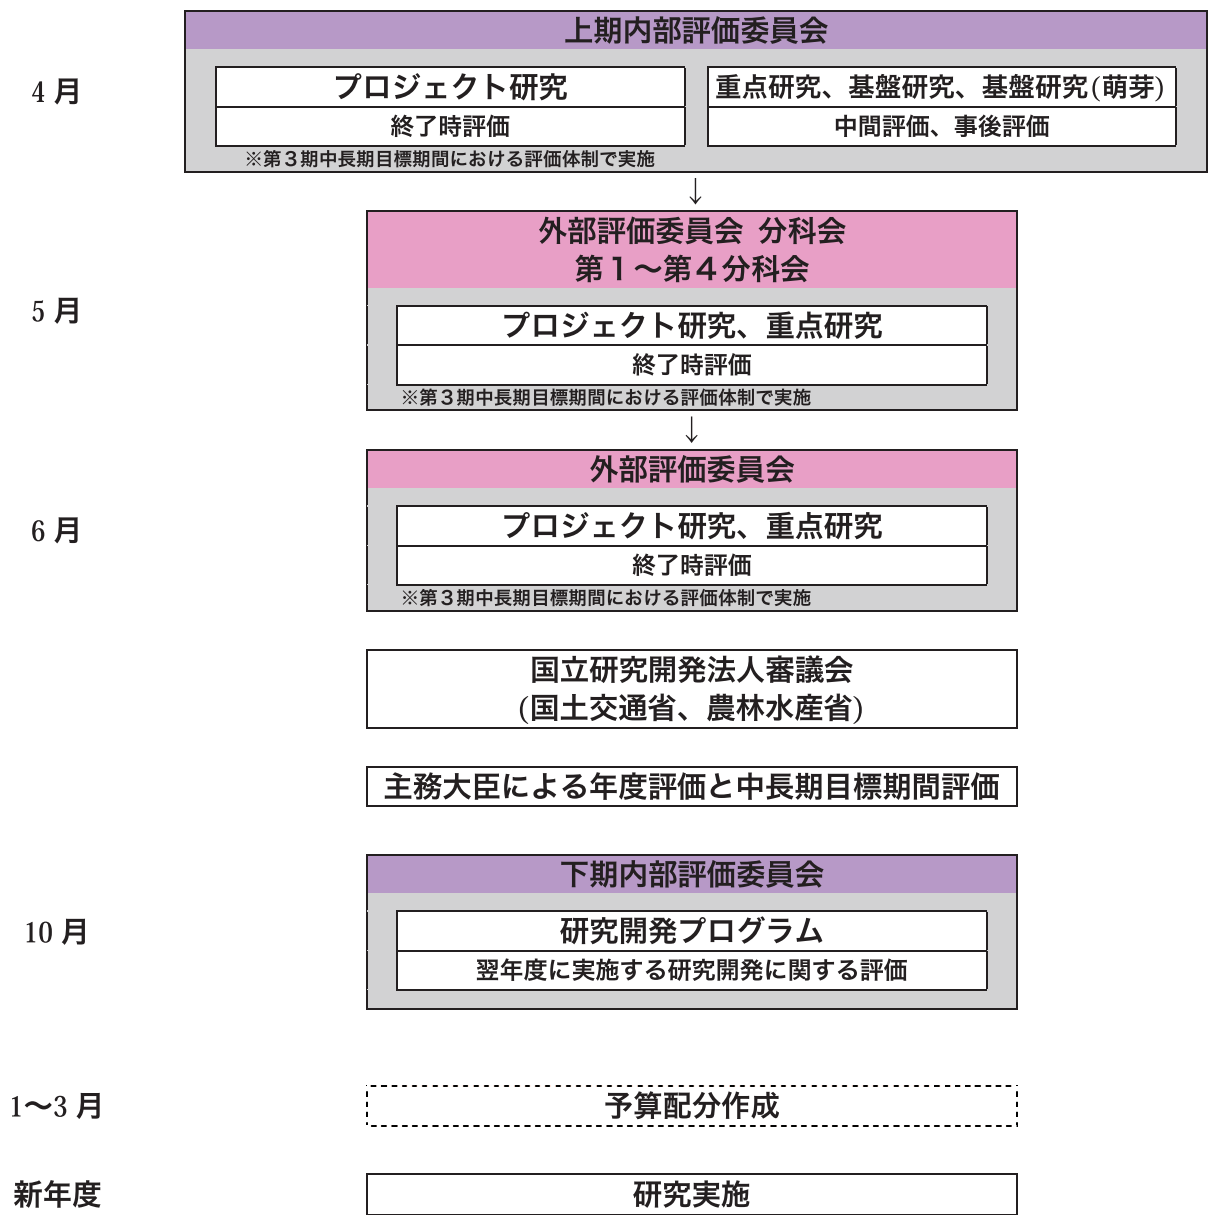 上期内部評価委員会
4 月
プロジェクト研究
終了時評価
※第３期中長期目標期間における評価体制で実施
重点研究、基盤研究、基盤研究(萌芽)
中間評価、事後評価
↓
5 月
外部評価委員会 分科会
第１～第４分科会
プロジェクト研究、重点研究
終了時評価
※第３期中長期目標期間における評価体制で実施
↓
6 月
外部評価委員会
プロジェクト研究、重点研究
終了時評価
※第３期中長期目標期間における評価体制で実施
国立研究開発法人審議会
(国土交通省、農林水産省)
主務大臣による年度評価と中長期目標期間評価
10 月
下期内部評価委員会
研究開発プログラム
翌年度に実施する研究開発に関する評価
1～3 月
予算配分作成
新年度
研究実施